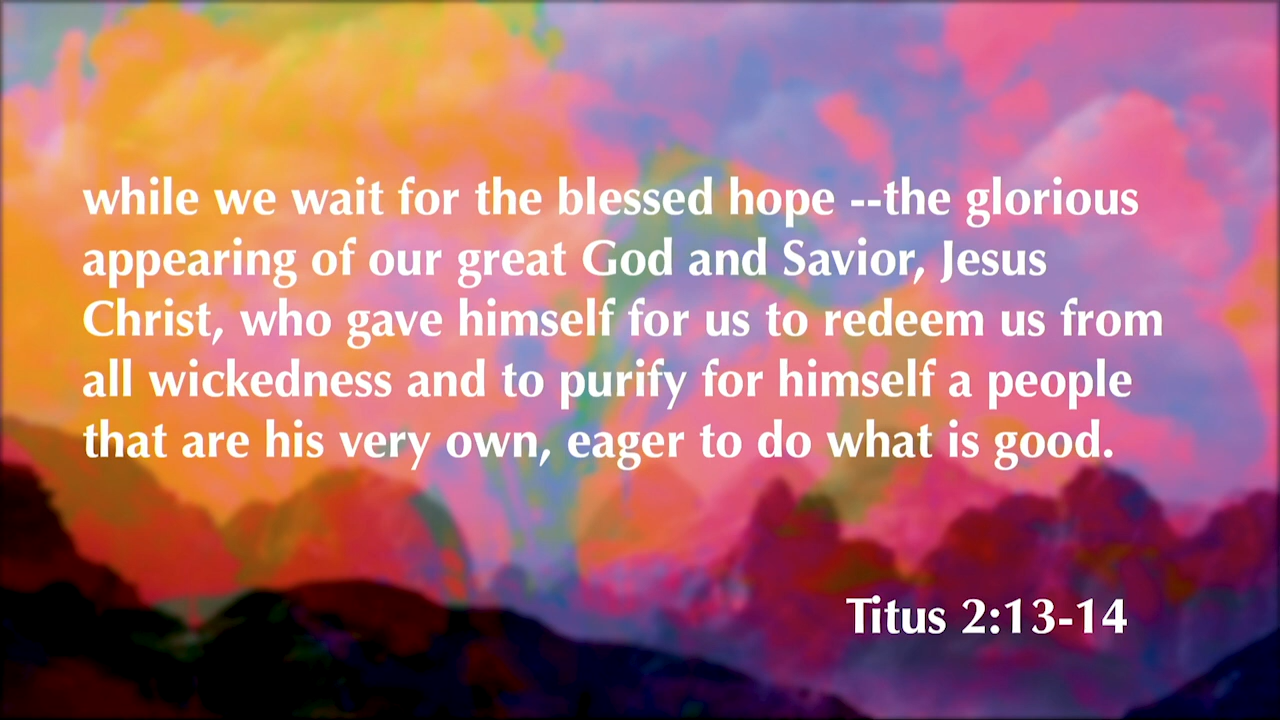 while we wait for the blessed hope --the glorious
appearing of our great God and Savior, Jesus
Christ, who gave himself for us to redeem us from
all wickedness and to purify for himself a people
that are his very own, eager to do what is good.
Titus 2:13-14